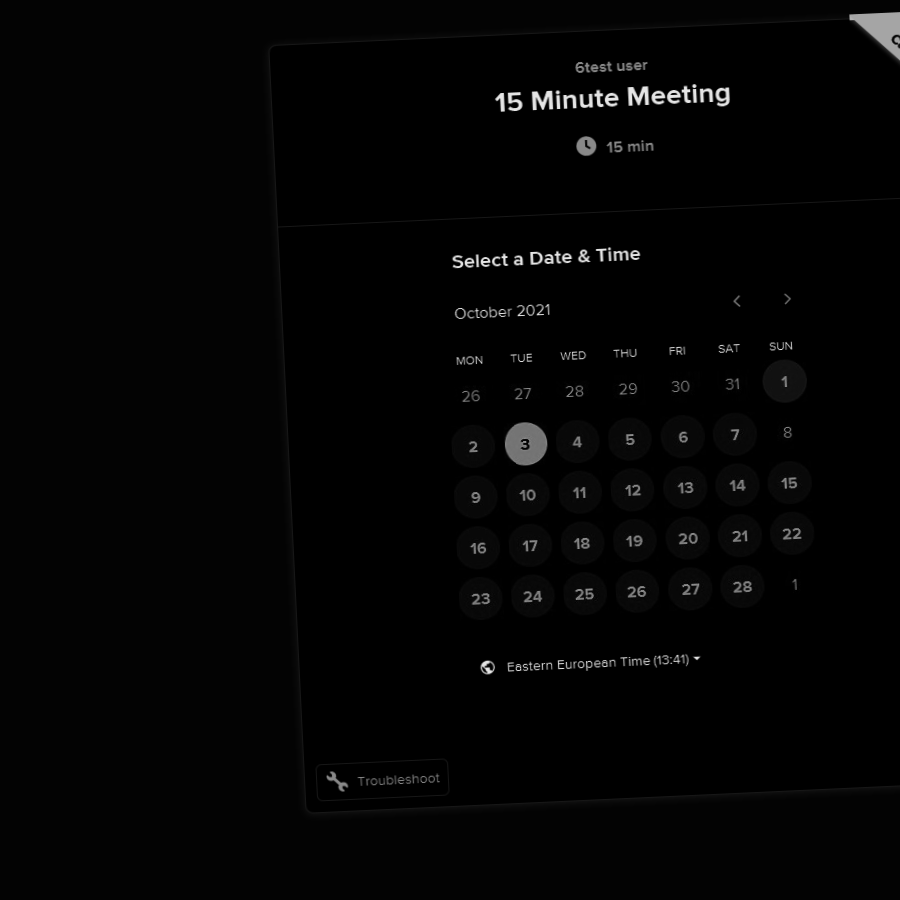 6test user
15 Minute Meeting
15 min
Select a Date & Time
October 2021
MON TUE WED THU FRI SAT SUN
26 27 28 29 30 31 1
2 3 4 5 6 7 8
9 10 11 12 13 14 15
16 17 18 19 20 21 22
23 24 25 26 27 28 1
Eastern European Time (13:41)
Troubleshoot